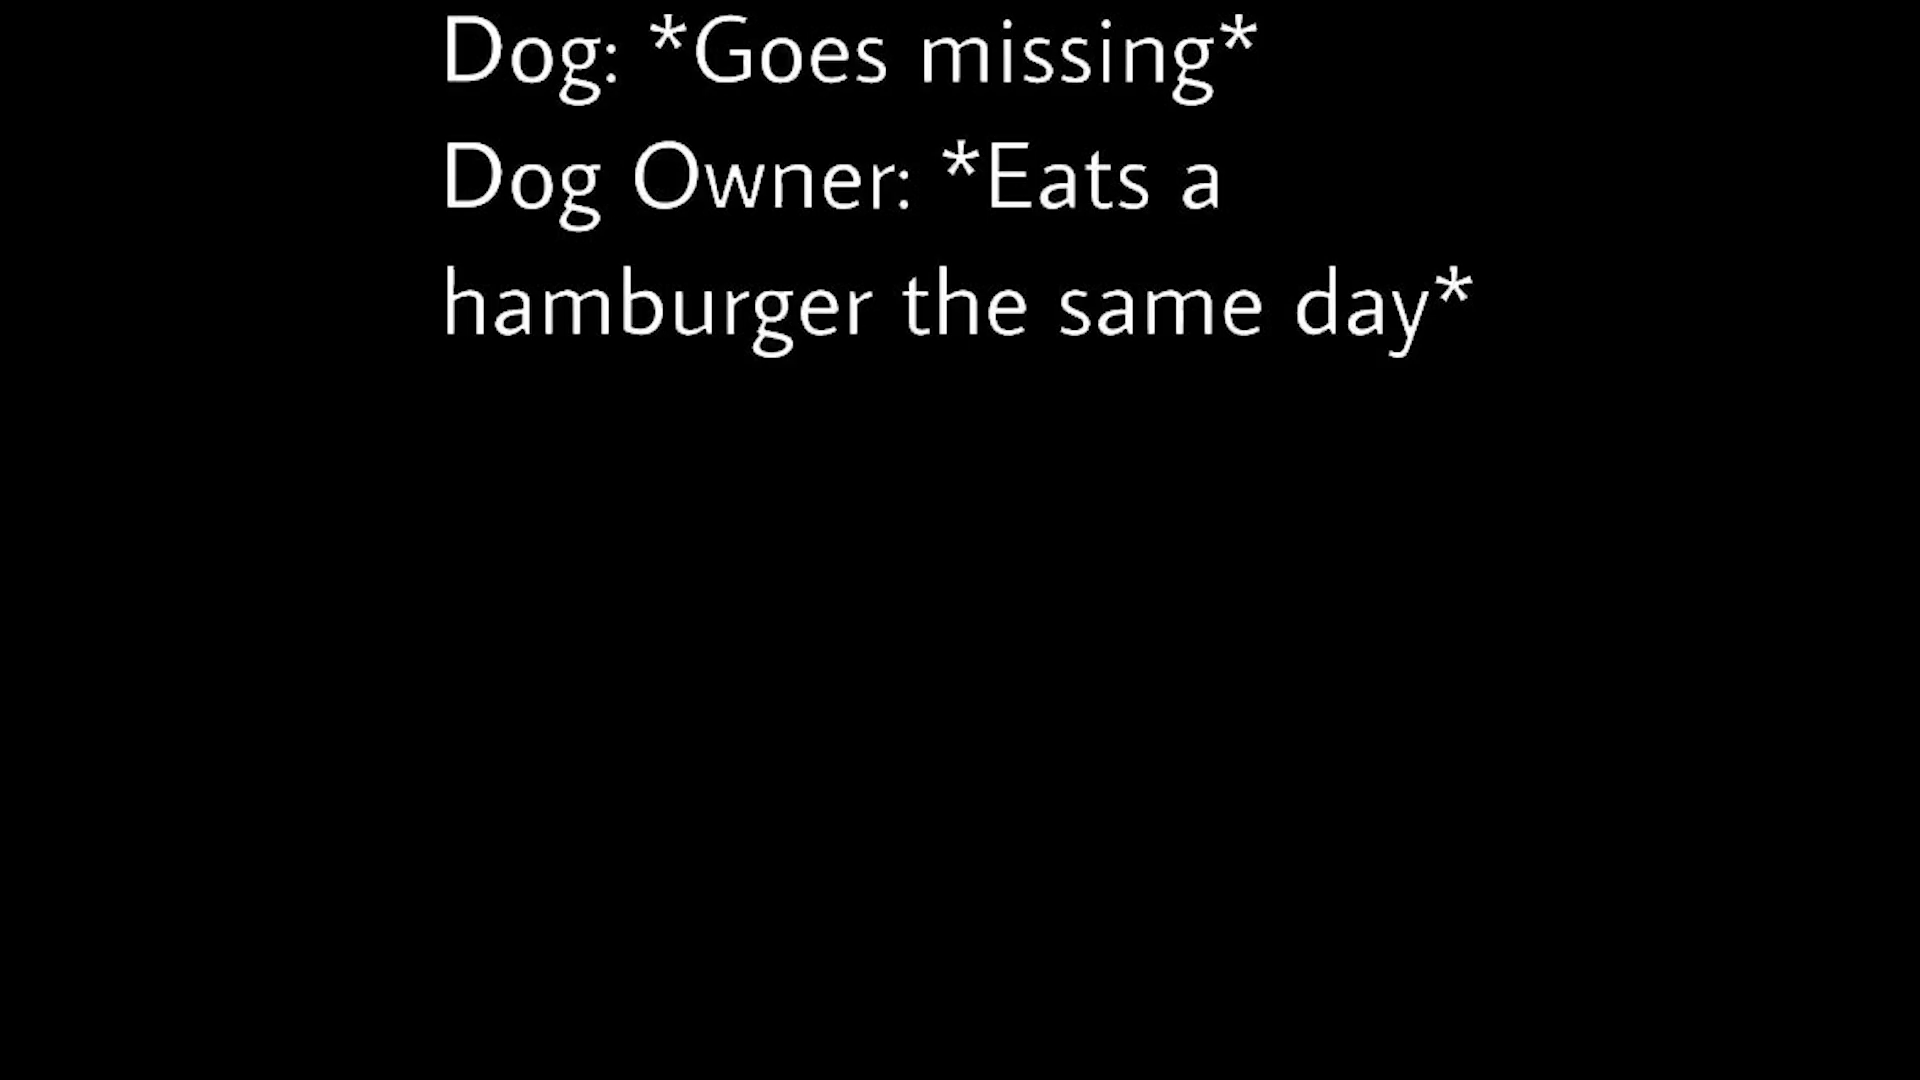 Dog: *Goes missing*
Dog Owner: *Eats a
hamburger the same day*